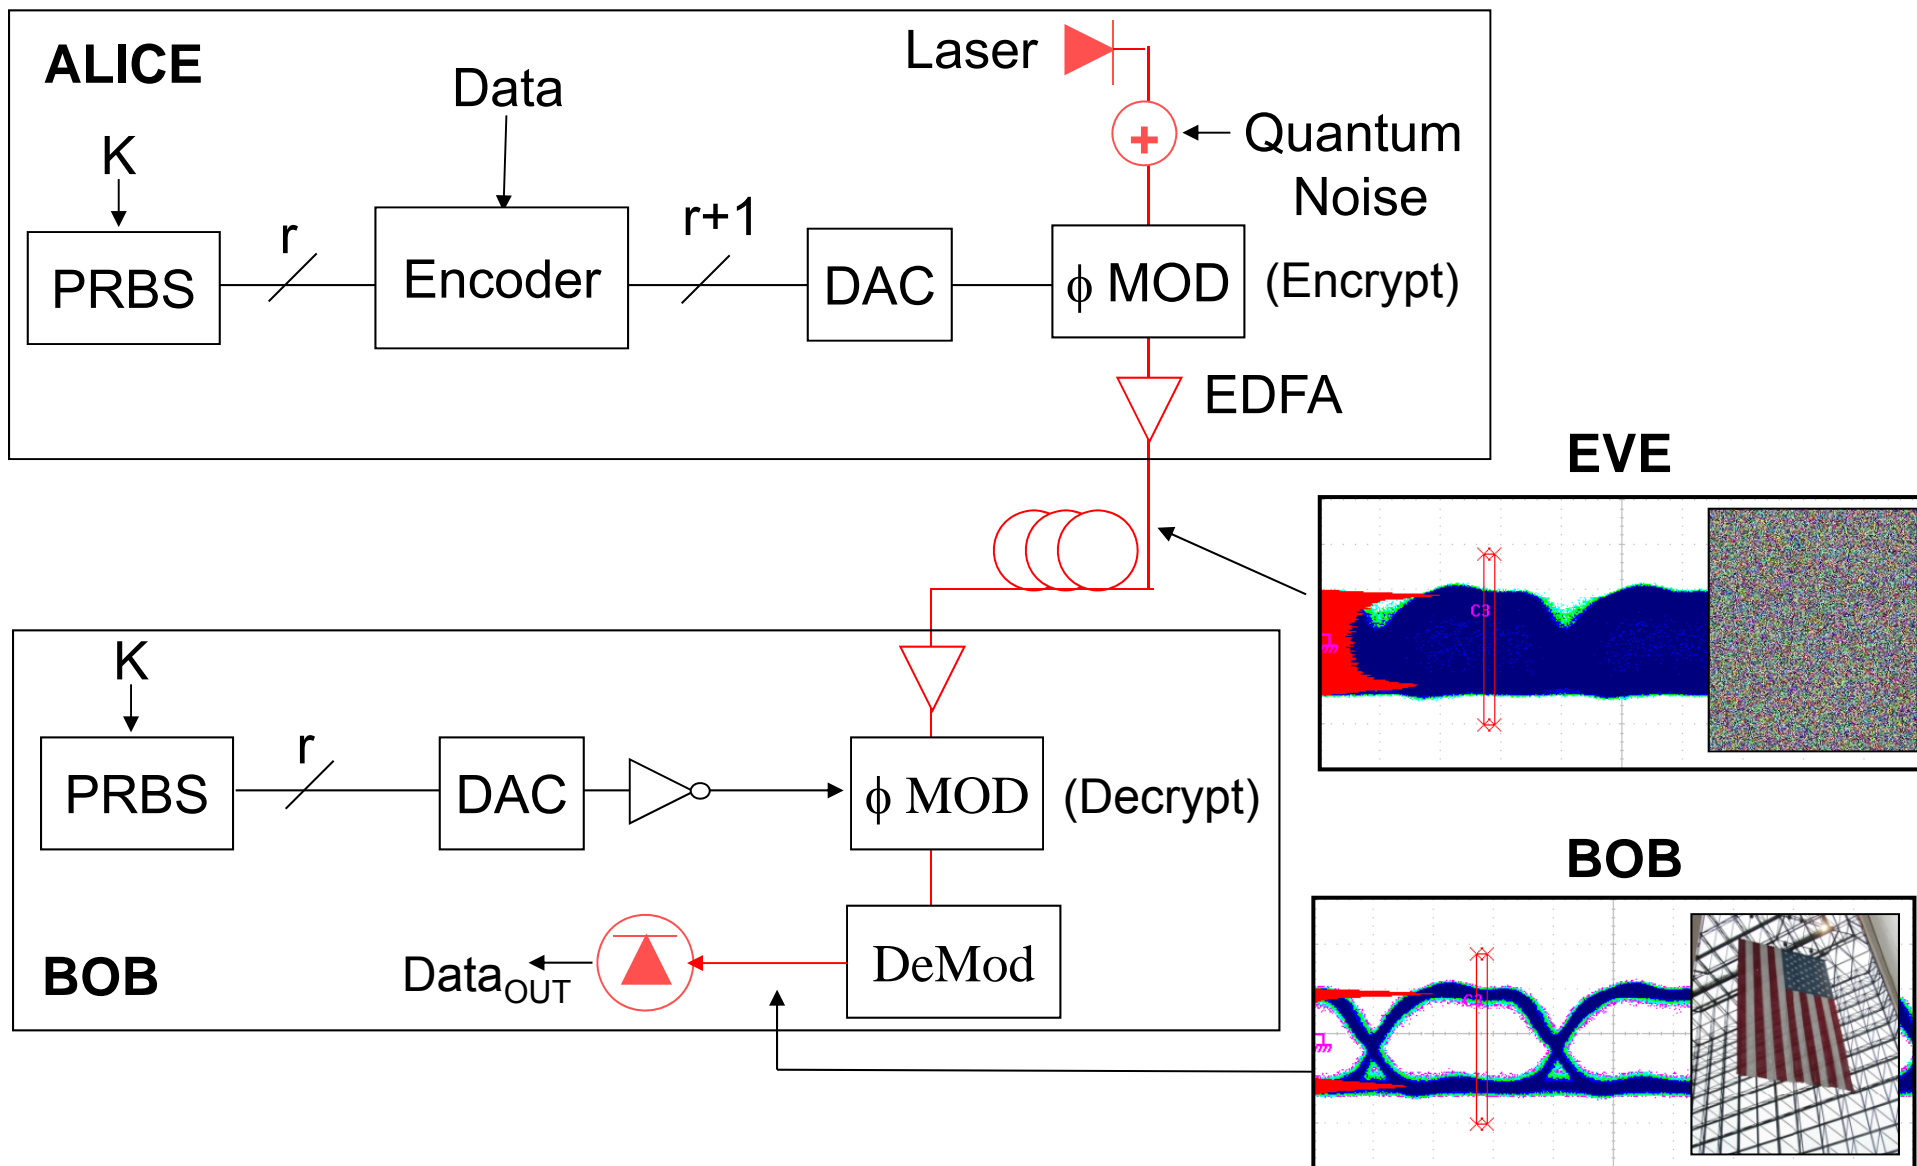 ALICE
Laser
Data
Quantum
Noise
K
r
r+1
PRBS
Encoder
DAC
ϕ MOD
(Encrypt)
EDFA
EVE
C3
K
r
PRBS
DAC
ϕ MOD
(Decrypt)
BOB
BOB
DataOUT
DeMod